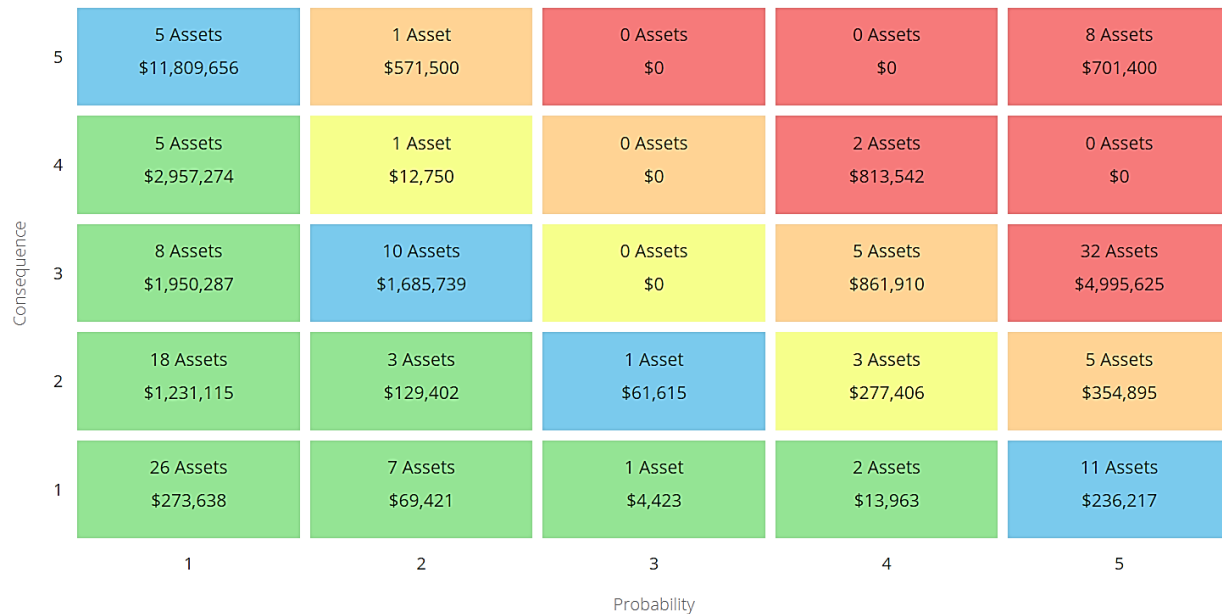 5 Assets
$11,809,656
1 Asset
$571,500
0 Assets
$0
0 Assets
$0
8 Assets
$701,400
5
5 Assets
$2,957,274
1 Asset
$12,750
0 Assets
$0
2 Assets
$813,542
0 Assets
$0
4
8 Assets
$1,950,287
10 Assets
$1,685,739
0 Assets
$0
5 Assets
$861,910
32 Assets
$4,995,625
3
Consequence
18 Assets
$1,231,115
3 Assets
$129,402
1 Asset
$61,615
3 Assets
$277,406
5 Assets
$354,895
2
26 Assets
$273,638
7 Assets
$69,421
1 Asset
$4,423
2 Assets
$13,963
11 Assets
$236,217
1
1
2
3
4
5
Probability